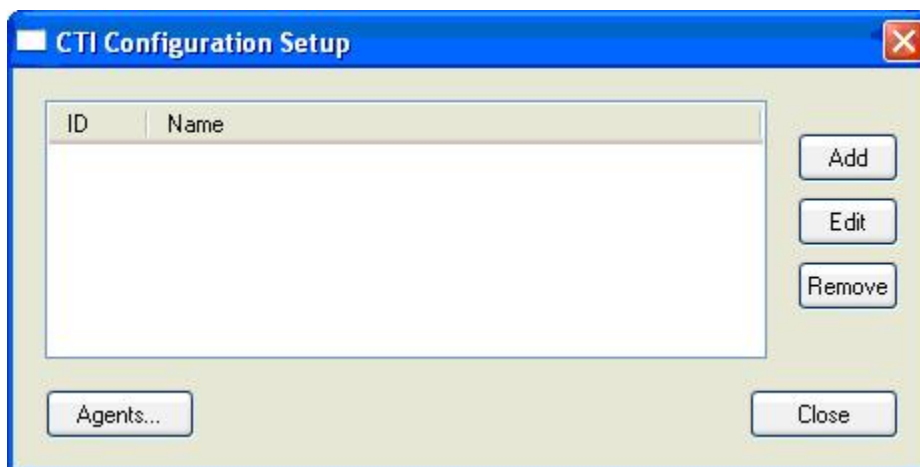 CTI Configuration Setup
ID Name
Add
Edit
Remove
Agents...
Close